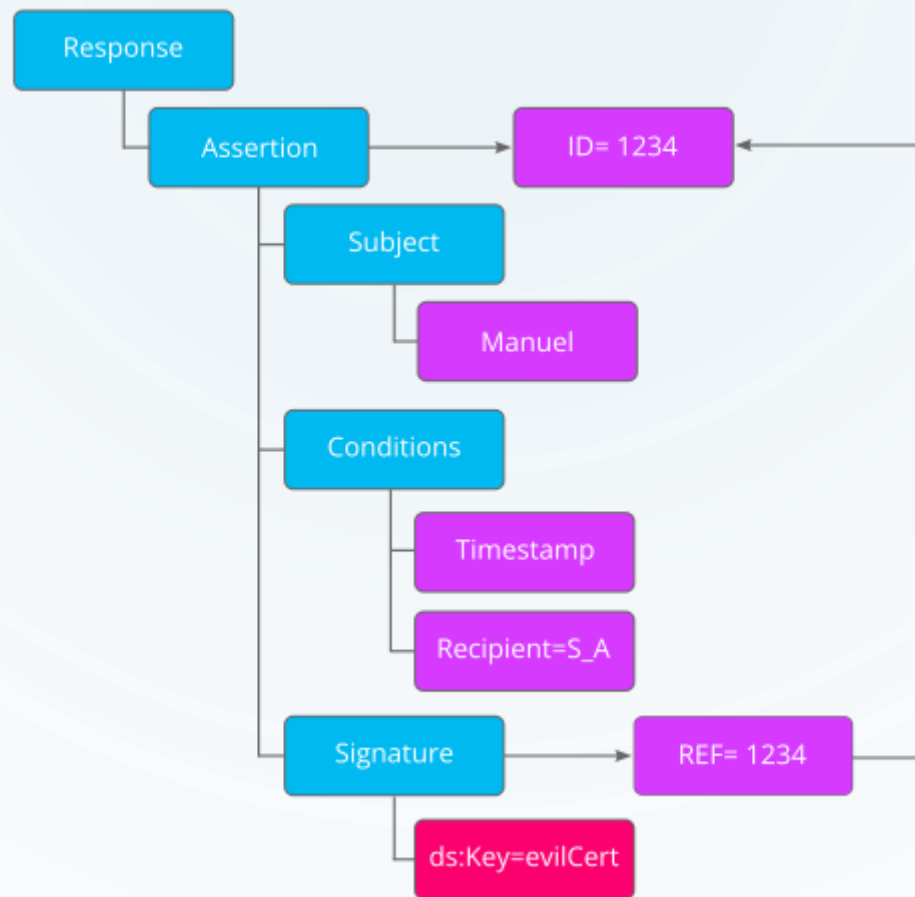 Response
Assertion
ID= 1234
Subject
Manuel
Conditions
Timestamp
Recipient=S_A
Signature
REF= 1234
ds:Key=evilCert